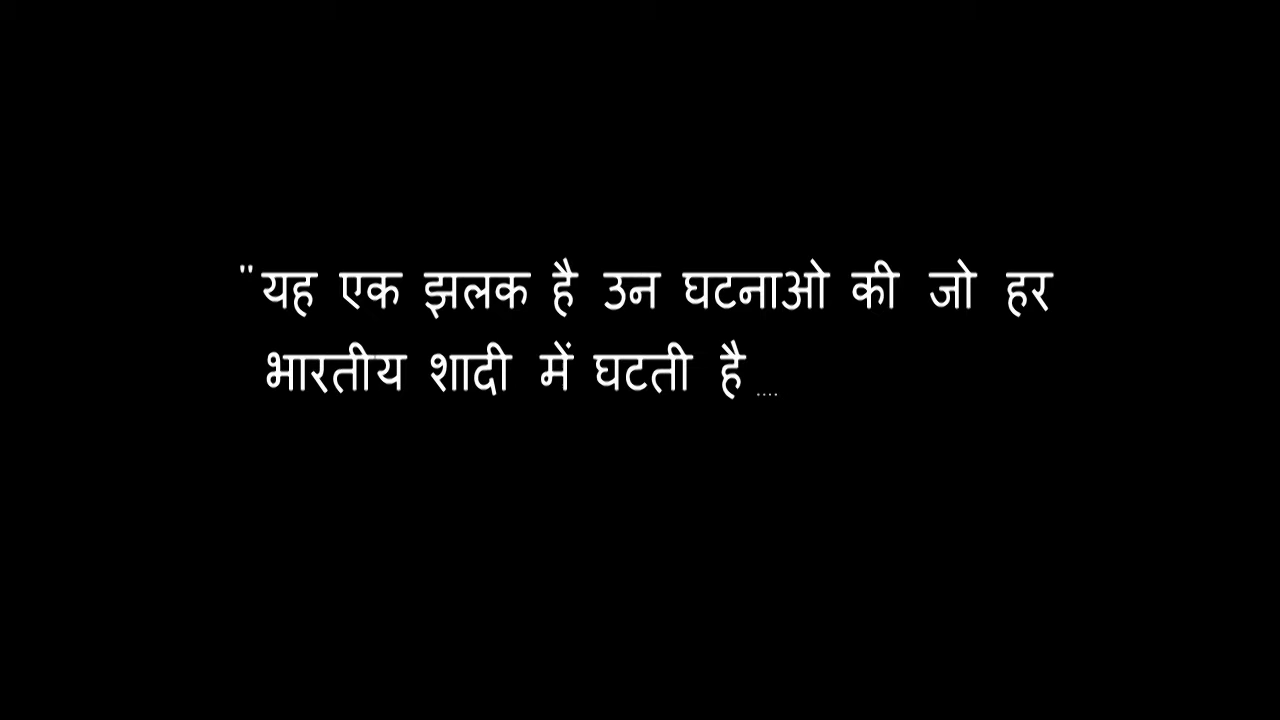 " यह एक झलक है उन घटनाओ की जो हर
भारतीय शादी में घटती है ....